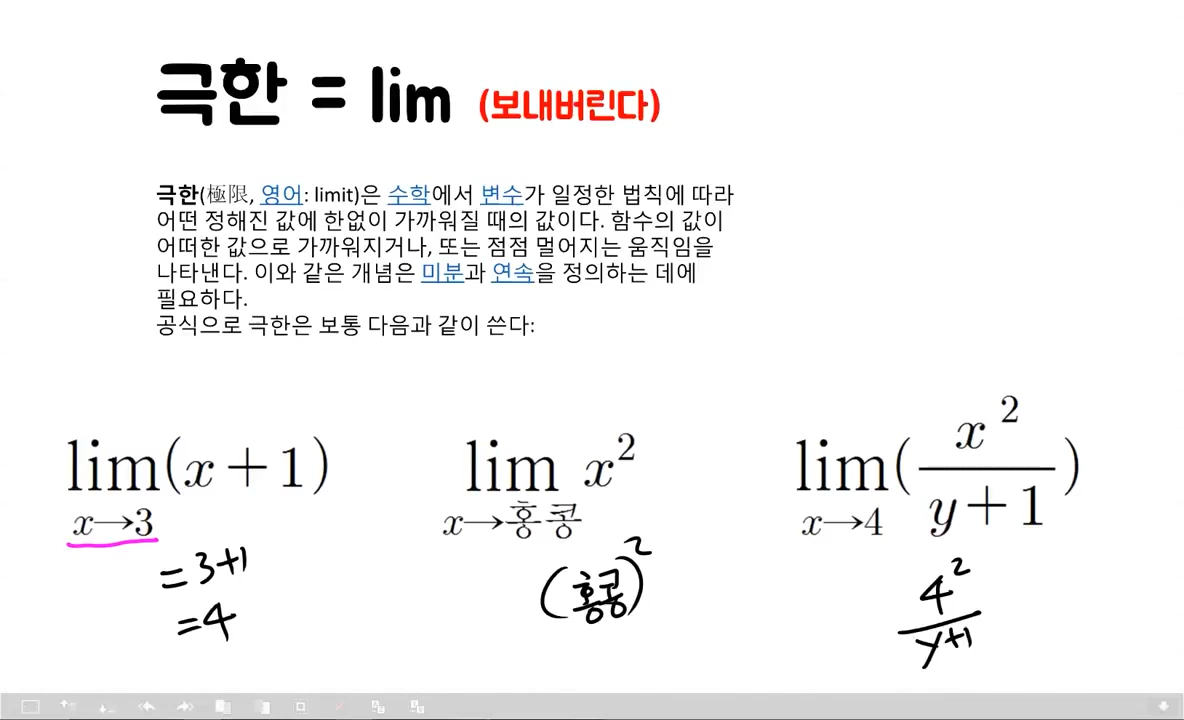 극한 = lim (보내버린다)
극한(極限, 영어: limit)은 수학에서 변수가 일정한 법칙에 따라
어떤 정해진 값에 한없이 가까워질 때의 값이다. 함수의 값이
어떠한 값으로 가까워지거나, 또는 점점 멀어지는 움직임을
나타낸다. 이와 같은 개념은 미분과 연속을 정의하는 데에
필요하다.
공식으로 극한은 보통 다음과 같이 쓴다:
lim(x+1)
x→3
=3+1
=4
lim x²
x→홍콩
(홍콩)²
lim(x²/(y+1))
x→4
4²/(y+1)